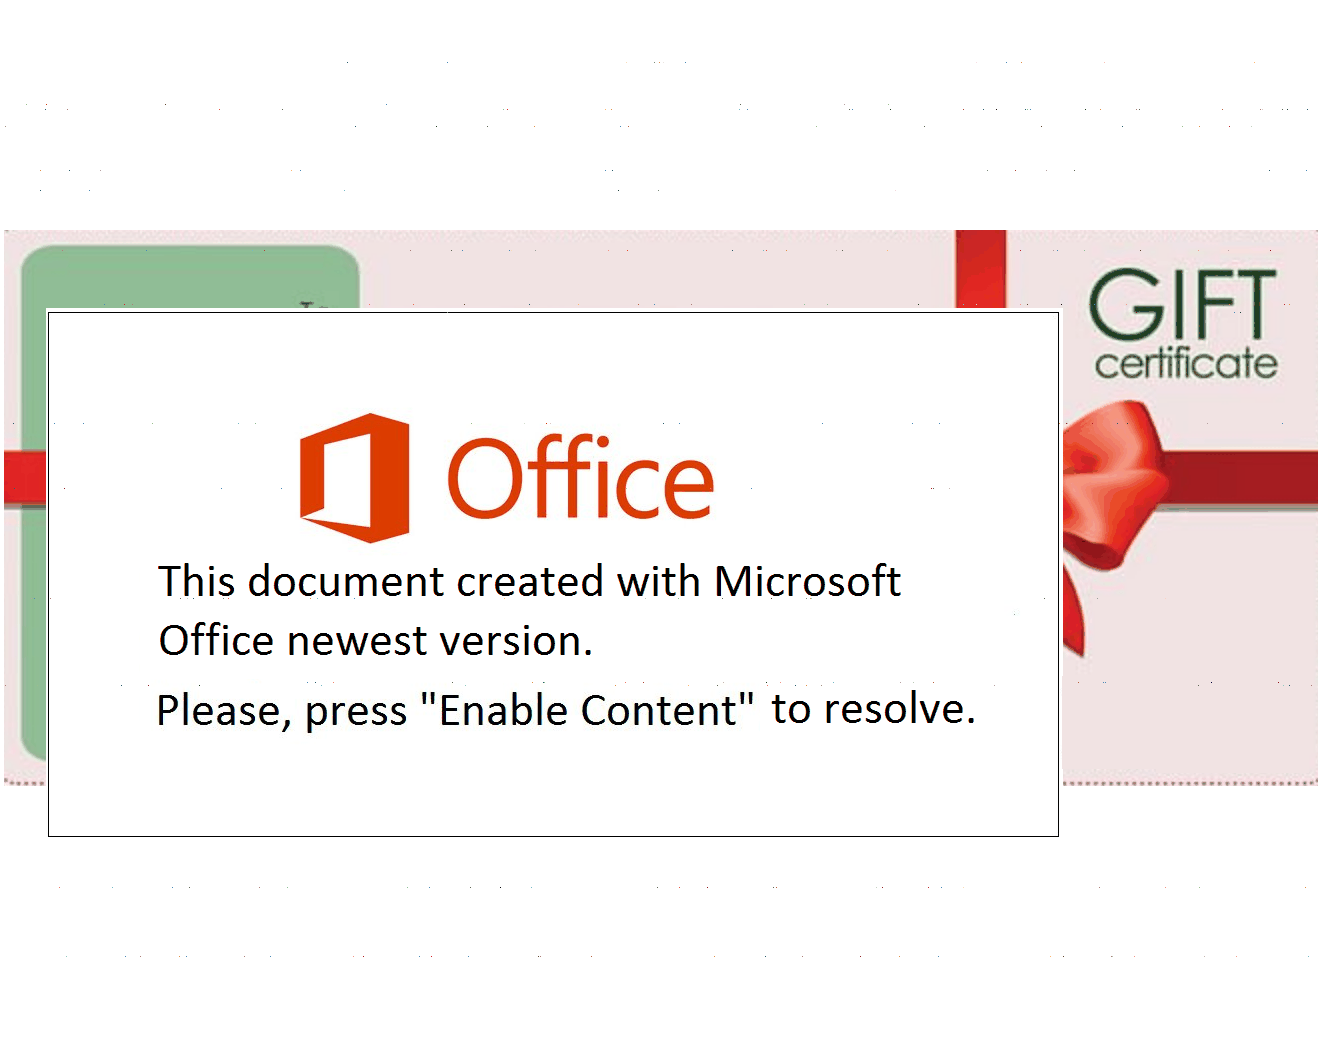 GIFT
certificate
Office
This document created with Microsoft
Office newest version.
Please, press "Enable Content" to resolve.